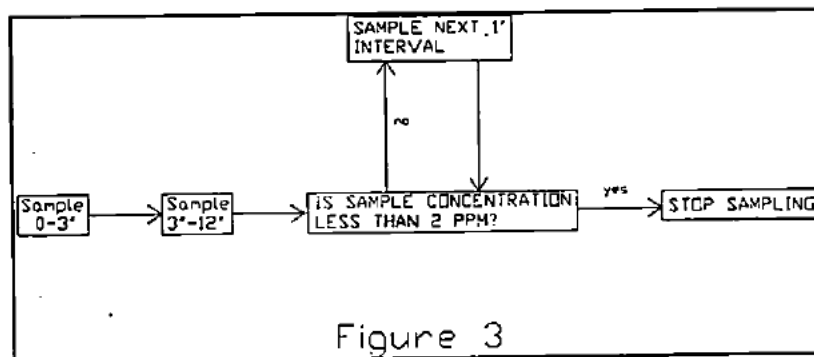 SAMPLE NEXT 1'
INTERVAL
no
Sample
0-3"
Sample
3"-12"
IS SAMPLE CONCENTRATION
LESS THAN 2 PPM?
yes
STOP SAMPLING
Figure 3